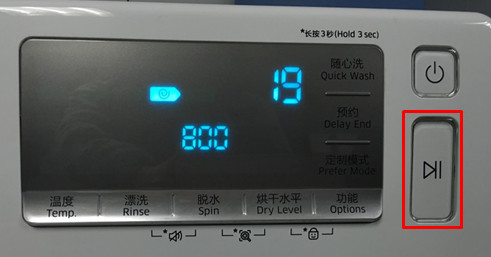 *长按3秒(Hold 3 sec)
随心洗
Quick Wash
19
预约
Delay End
800
定制模式
Prefer Mode
温度 漂洗 脱水 烘干水平 功能
Temp. Rinse Spin Dry Level Options
* * *